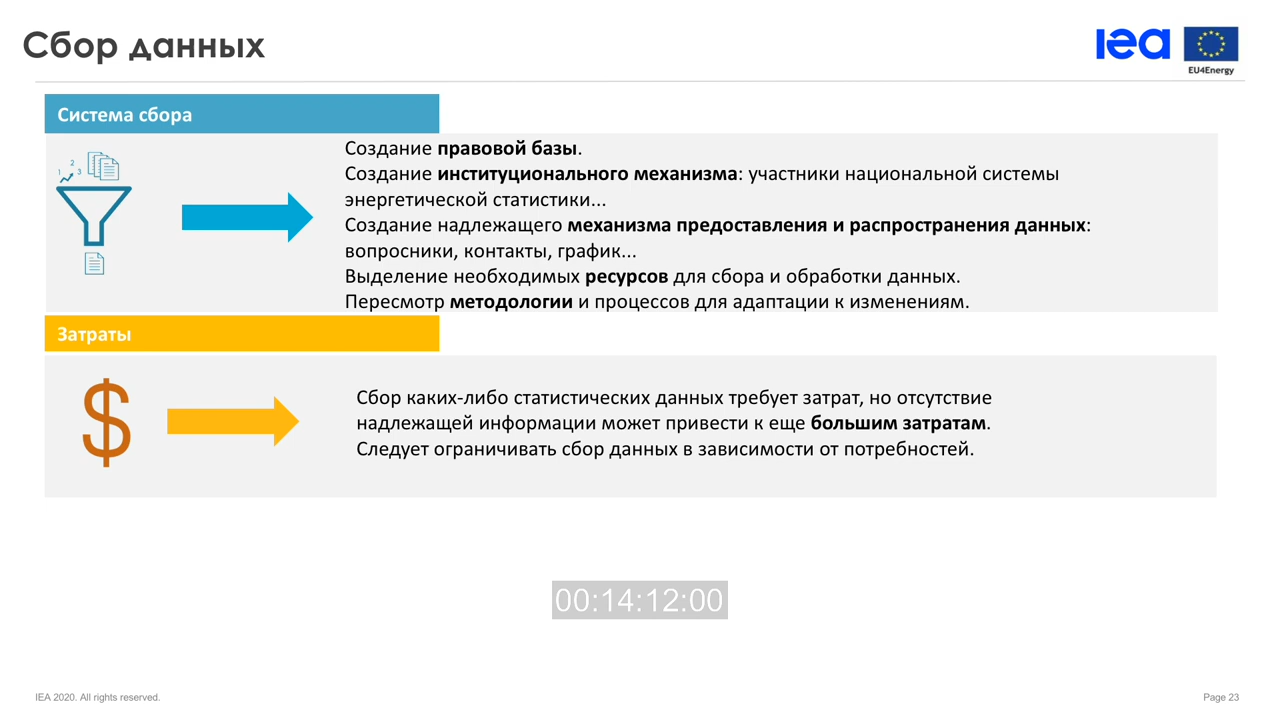 Сбор данных
iea
EU4Energy
Система сбора
1 2 3
Создание правовой базы.
Создание институционального механизма: участники национальной системы
энергетической статистики...
Создание надлежащего механизма предоставления и распространения данных:
вопросники, контакты, график...
Выделение необходимых ресурсов для сбора и обработки данных.
Пересмотр методологии и процессов для адаптации к изменениям.
Затраты
$
Сбор каких-либо статистических данных требует затрат, но отсутствие
надлежащей информации может привести к еще большим затратам.
Следует ограничивать сбор данных в зависимости от потребностей.
00:14:12:00
IEA 2020. All rights reserved.
Page 23